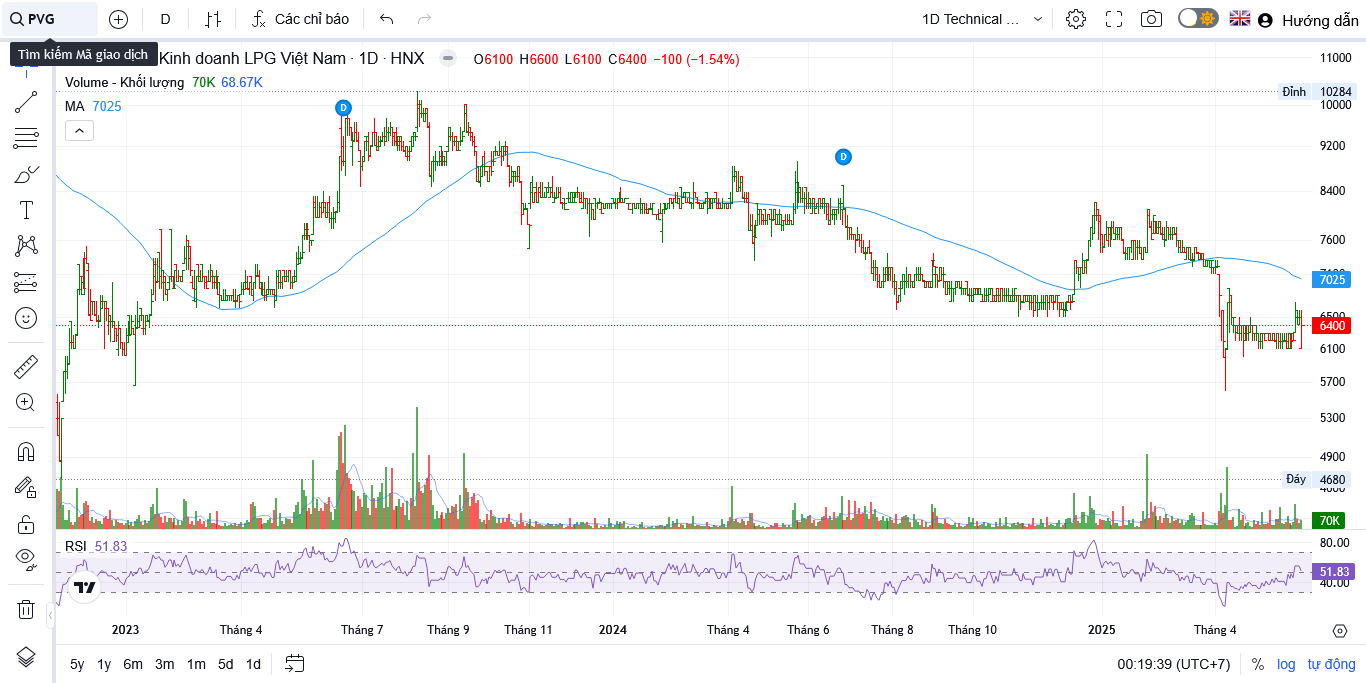 PVG
D
Các chỉ báo
1D Technical ...
Hướng dẫn
Tìm kiếm Mã giao dịch
Kinh doanh LPG Việt Nam · 1D · HNX
O6100 H6600 L6100 C6400 −100 (−1.54%)
Volume - Khối lượng 70K 68.67K
MA 7025
D
D
11000
Đỉnh 10284
10000
9200
8400
7600
7025
6500
6400
6100
5700
5300
4900
Đáy 4680
70K
RSI 51.83
80.00
51.83
40.00
2023 Tháng 4 Tháng 7 Tháng 9 Tháng 11 2024 Tháng 4 Tháng 6 Tháng 8 Tháng 10 2025 Tháng 4
5y 1y 6m 3m 1m 5d 1d
00:19:39 (UTC+7) % log tự động